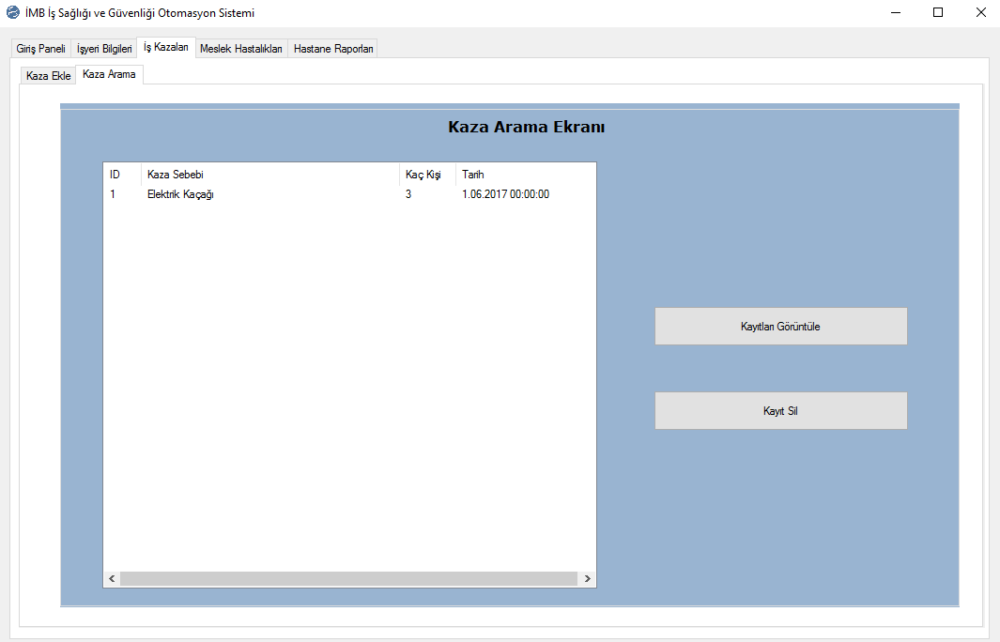 İMB İş Sağlığı ve Güvenliği Otomasyon Sistemi
Giriş Paneli İşyeri Bilgileri İş Kazaları Meslek Hastalıkları Hastane Raporları
Kaza Ekle Kaza Arama
Kaza Arama Ekranı
ID Kaza Sebebi Kaç Kişi Tarih
1 Elektrik Kaçağı 3 1.06.2017 00:00:00
Kayıtları Görüntüle
Kayıt Sil